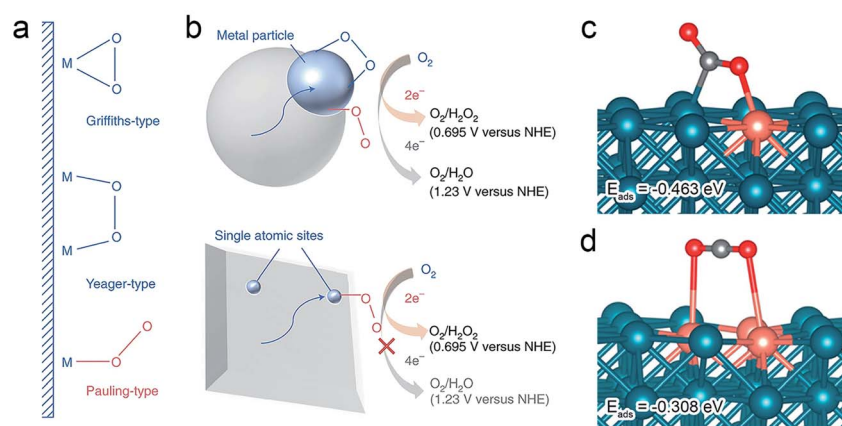 a
M
O
O
Griffiths-type
M
O
M
O
Yeager-type
M
O
O
Pauling-type
b
Metal particle
O
O
O
O
O₂
2e⁻
O₂/H₂O₂
(0.695 V versus NHE)
4e⁻
O₂/H₂O
(1.23 V versus NHE)
Single atomic sites
O
O
O₂
2e⁻
O₂/H₂O₂
(0.695 V versus NHE)
4e⁻
O₂/H₂O
(1.23 V versus NHE)
c
Eads = -0.463 eV
d
Eads = -0.308 eV